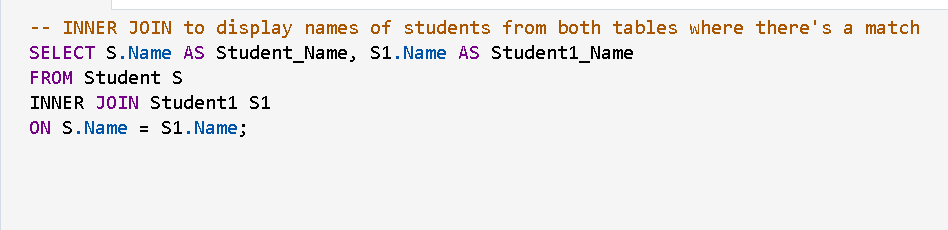 -- INNER JOIN to display names of students from both tables where there's a match
SELECT S.Name AS Student_Name, S1.Name AS Student1_Name
FROM Student S
INNER JOIN Student1 S1
ON S.Name = S1.Name;